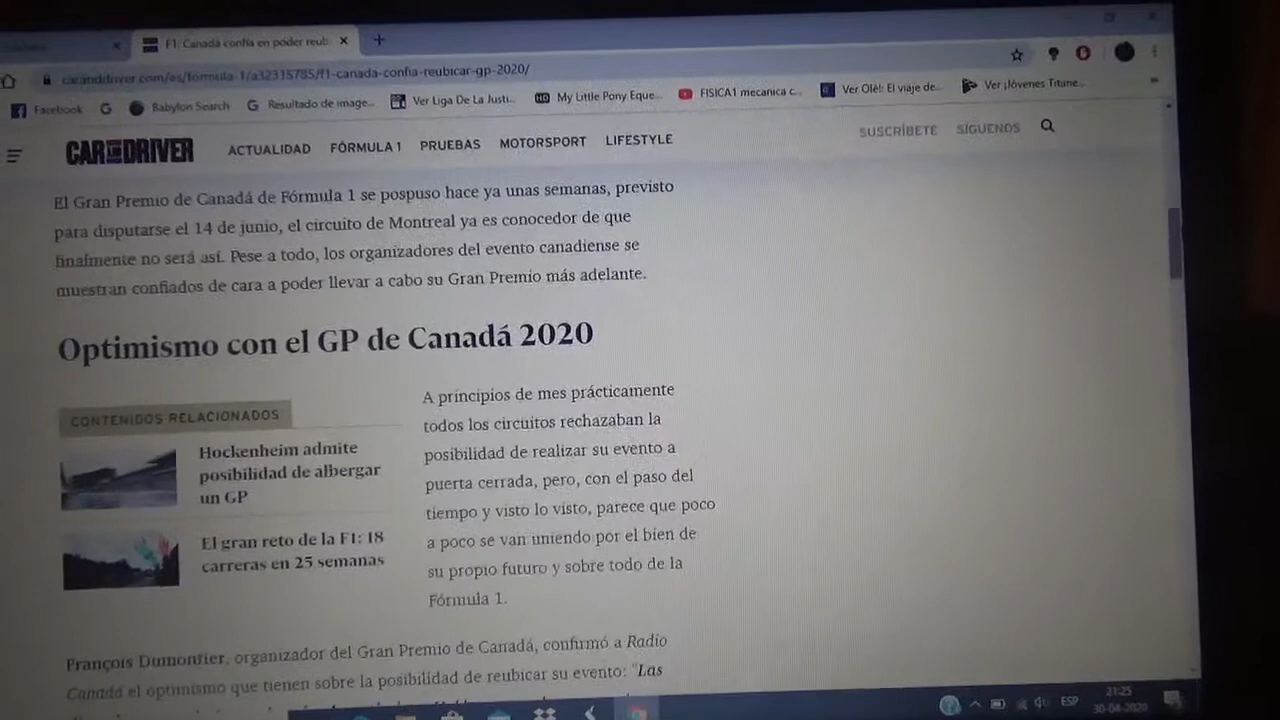 F1: Canadá confía en poder reub
caranddriver.com/es/formula-1/a32315785/f1-canada-confia-reubicar-gp-2020/
Facebook
Babylon Search
Resultado de image...
Ver Liga De La Justi...
My Little Pony Eque...
FISICA1 mecanica c...
Ver Olé!: El viaje de...
Ver ¡Jóvenes Titane...
CAR AND DRIVER
ACTUALIDAD FÓRMULA 1 PRUEBAS MOTORSPORT LIFESTYLE
SUSCRÍBETE SÍGUENOS
El Gran Premio de Canadá de Fórmula 1 se pospuso hace ya unas semanas, previsto
para disputarse el 14 de junio, el circuito de Montreal ya es conocedor de que
finalmente no será así. Pese a todo, los organizadores del evento canadiense se
muestran confiados de cara a poder llevar a cabo su Gran Premio más adelante.
Optimismo con el GP de Canadá 2020
CONTENIDOS RELACIONADOS
Hockenheim admite
posibilidad de albergar
un GP
El gran reto de la F1: 18
carreras en 25 semanas
A principios de mes prácticamente
todos los circuitos rechazaban la
posibilidad de realizar su evento a
puerta cerrada, pero, con el paso del
tiempo y visto lo visto, parece que poco
a poco se van uniendo por el bien de
su propio futuro y sobre todo de la
Fórmula 1.
François Dumontier, organizador del Gran Premio de Canadá, confirmó a Radio
Canadá el optimismo que tienen sobre la posibilidad de reubicar su evento: "Las
ESP
21:25
30-04-2020